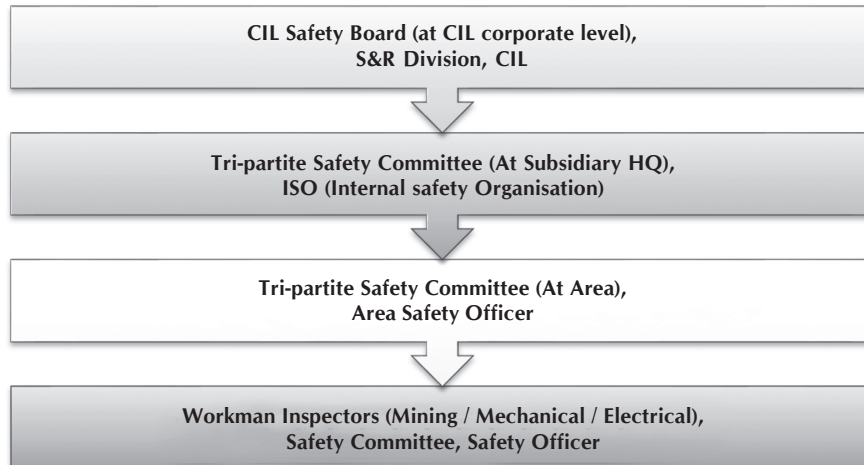 CIL Safety Board (at CIL corporate level),
S&R Division, CIL
Tri-partite Safety Committee (At Subsidiary HQ),
ISO (Internal safety Organisation)
Tri-partite Safety Committee (At Area),
Area Safety Officer
Workman Inspectors (Mining / Mechanical / Electrical),
Safety Committee, Safety Officer